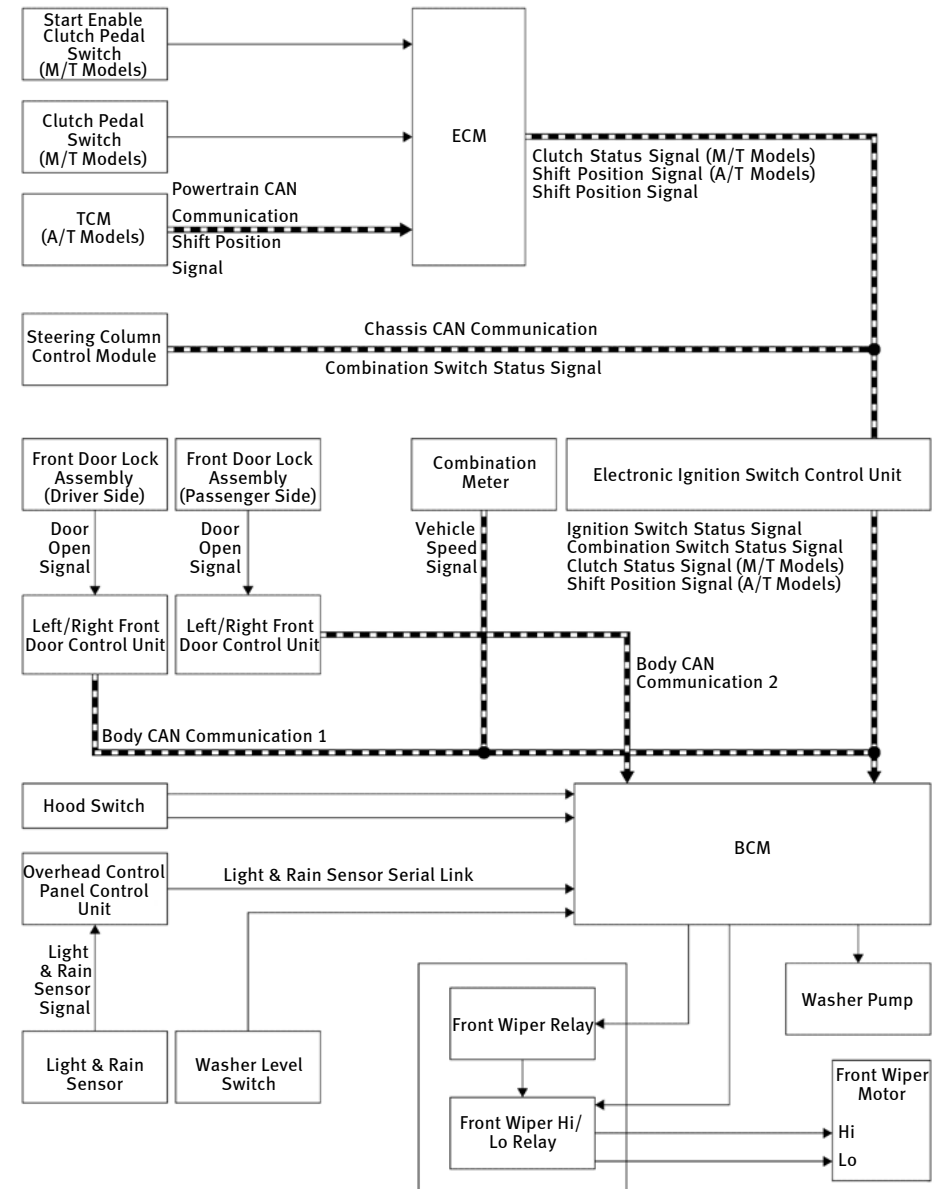 Start Enable
Clutch Pedal
Switch
(M/T Models)
ECM
Clutch Pedal
Switch
(M/T Models)
Clutch Status Signal (M/T Models)
Shift Position Signal (A/T Models)
Shift Position Signal
Powertrain CAN
Communication
Shift Position
Signal
TCM
(A/T Models)
Chassis CAN Communication
Steering Column
Control Module
Combination Switch Status Signal
Front Door Lock
Assembly
(Driver Side)
Front Door Lock
Assembly
(Passenger Side)
Combination
Meter
Electronic Ignition Switch Control Unit
Door
Open
Signal
Door
Open
Signal
Vehicle
Speed
Signal
Ignition Switch Status Signal
Combination Switch Status Signal
Clutch Status Signal (M/T Models)
Shift Position Signal (A/T Models)
Left/Right Front
Door Control Unit
Left/Right Front
Door Control Unit
Body CAN
Communication 2
Body CAN Communication 1
Hood Switch
BCM
Overhead Control
Panel Control
Unit
Light & Rain Sensor Serial Link
Light
& Rain
Sensor
Signal
Front Wiper Relay
Washer Pump
Light & Rain
Sensor
Washer Level
Switch
Front Wiper Hi/
Lo Relay
Front Wiper
Motor
Hi
Lo